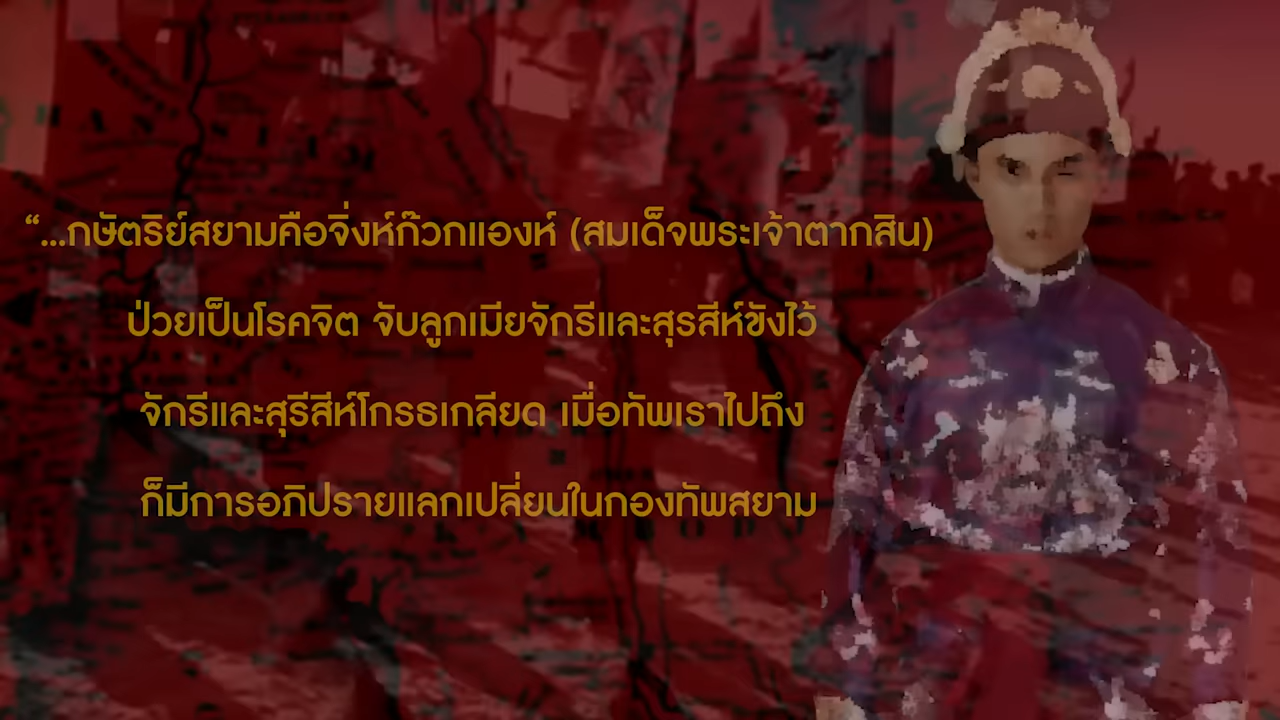 “...กษัตริย์สยามคือจิ่งห์ก๊วกแองห์ (สมเด็จพระเจ้าตากสิน)
ป่วยเป็นโรคจิต จับลูกเมียจักรีและสุรสีห์ขังไว้
จักรีและสุรีสีห์โกรธเกลียด เมื่อทัพเราไปถึง
ก็มีการอภิปรายแลกเปลี่ยนในกองทัพสยาม